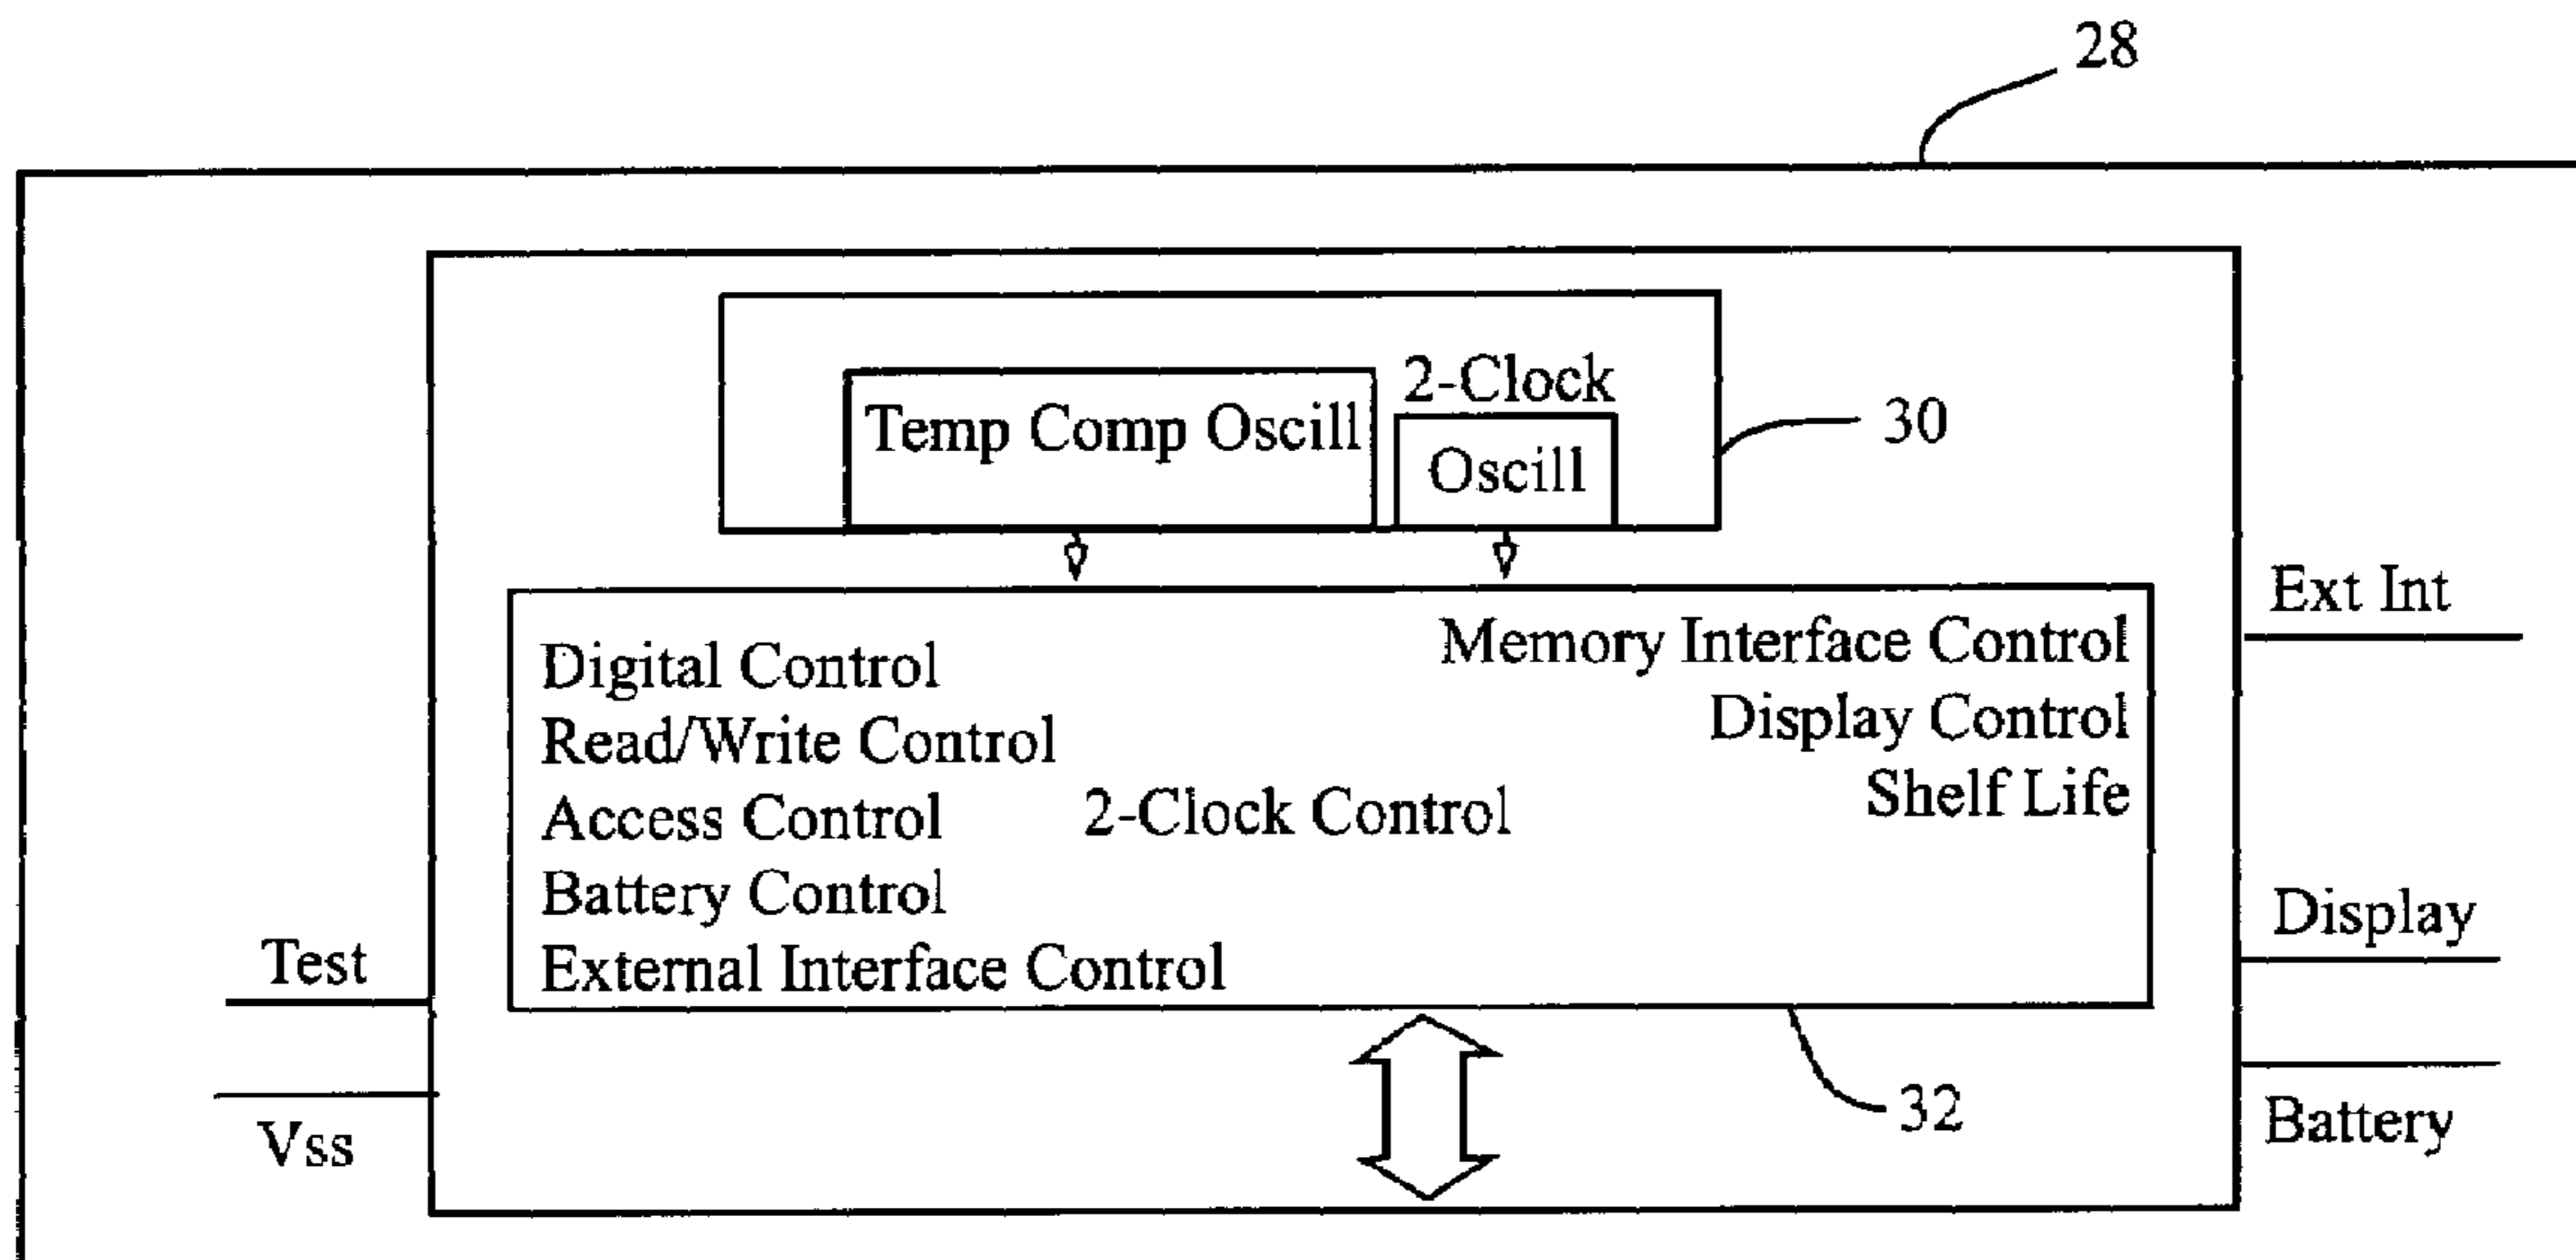 28
2-Clock
Temp Comp Oscill
Oscill
30
Ext Int
Memory Interface Control
Digital Control
Display Control
Read/Write Control
Shelf Life
Access Control
2-Clock Control
Battery Control
Display
External Interface Control
Test
32
Battery
Vss